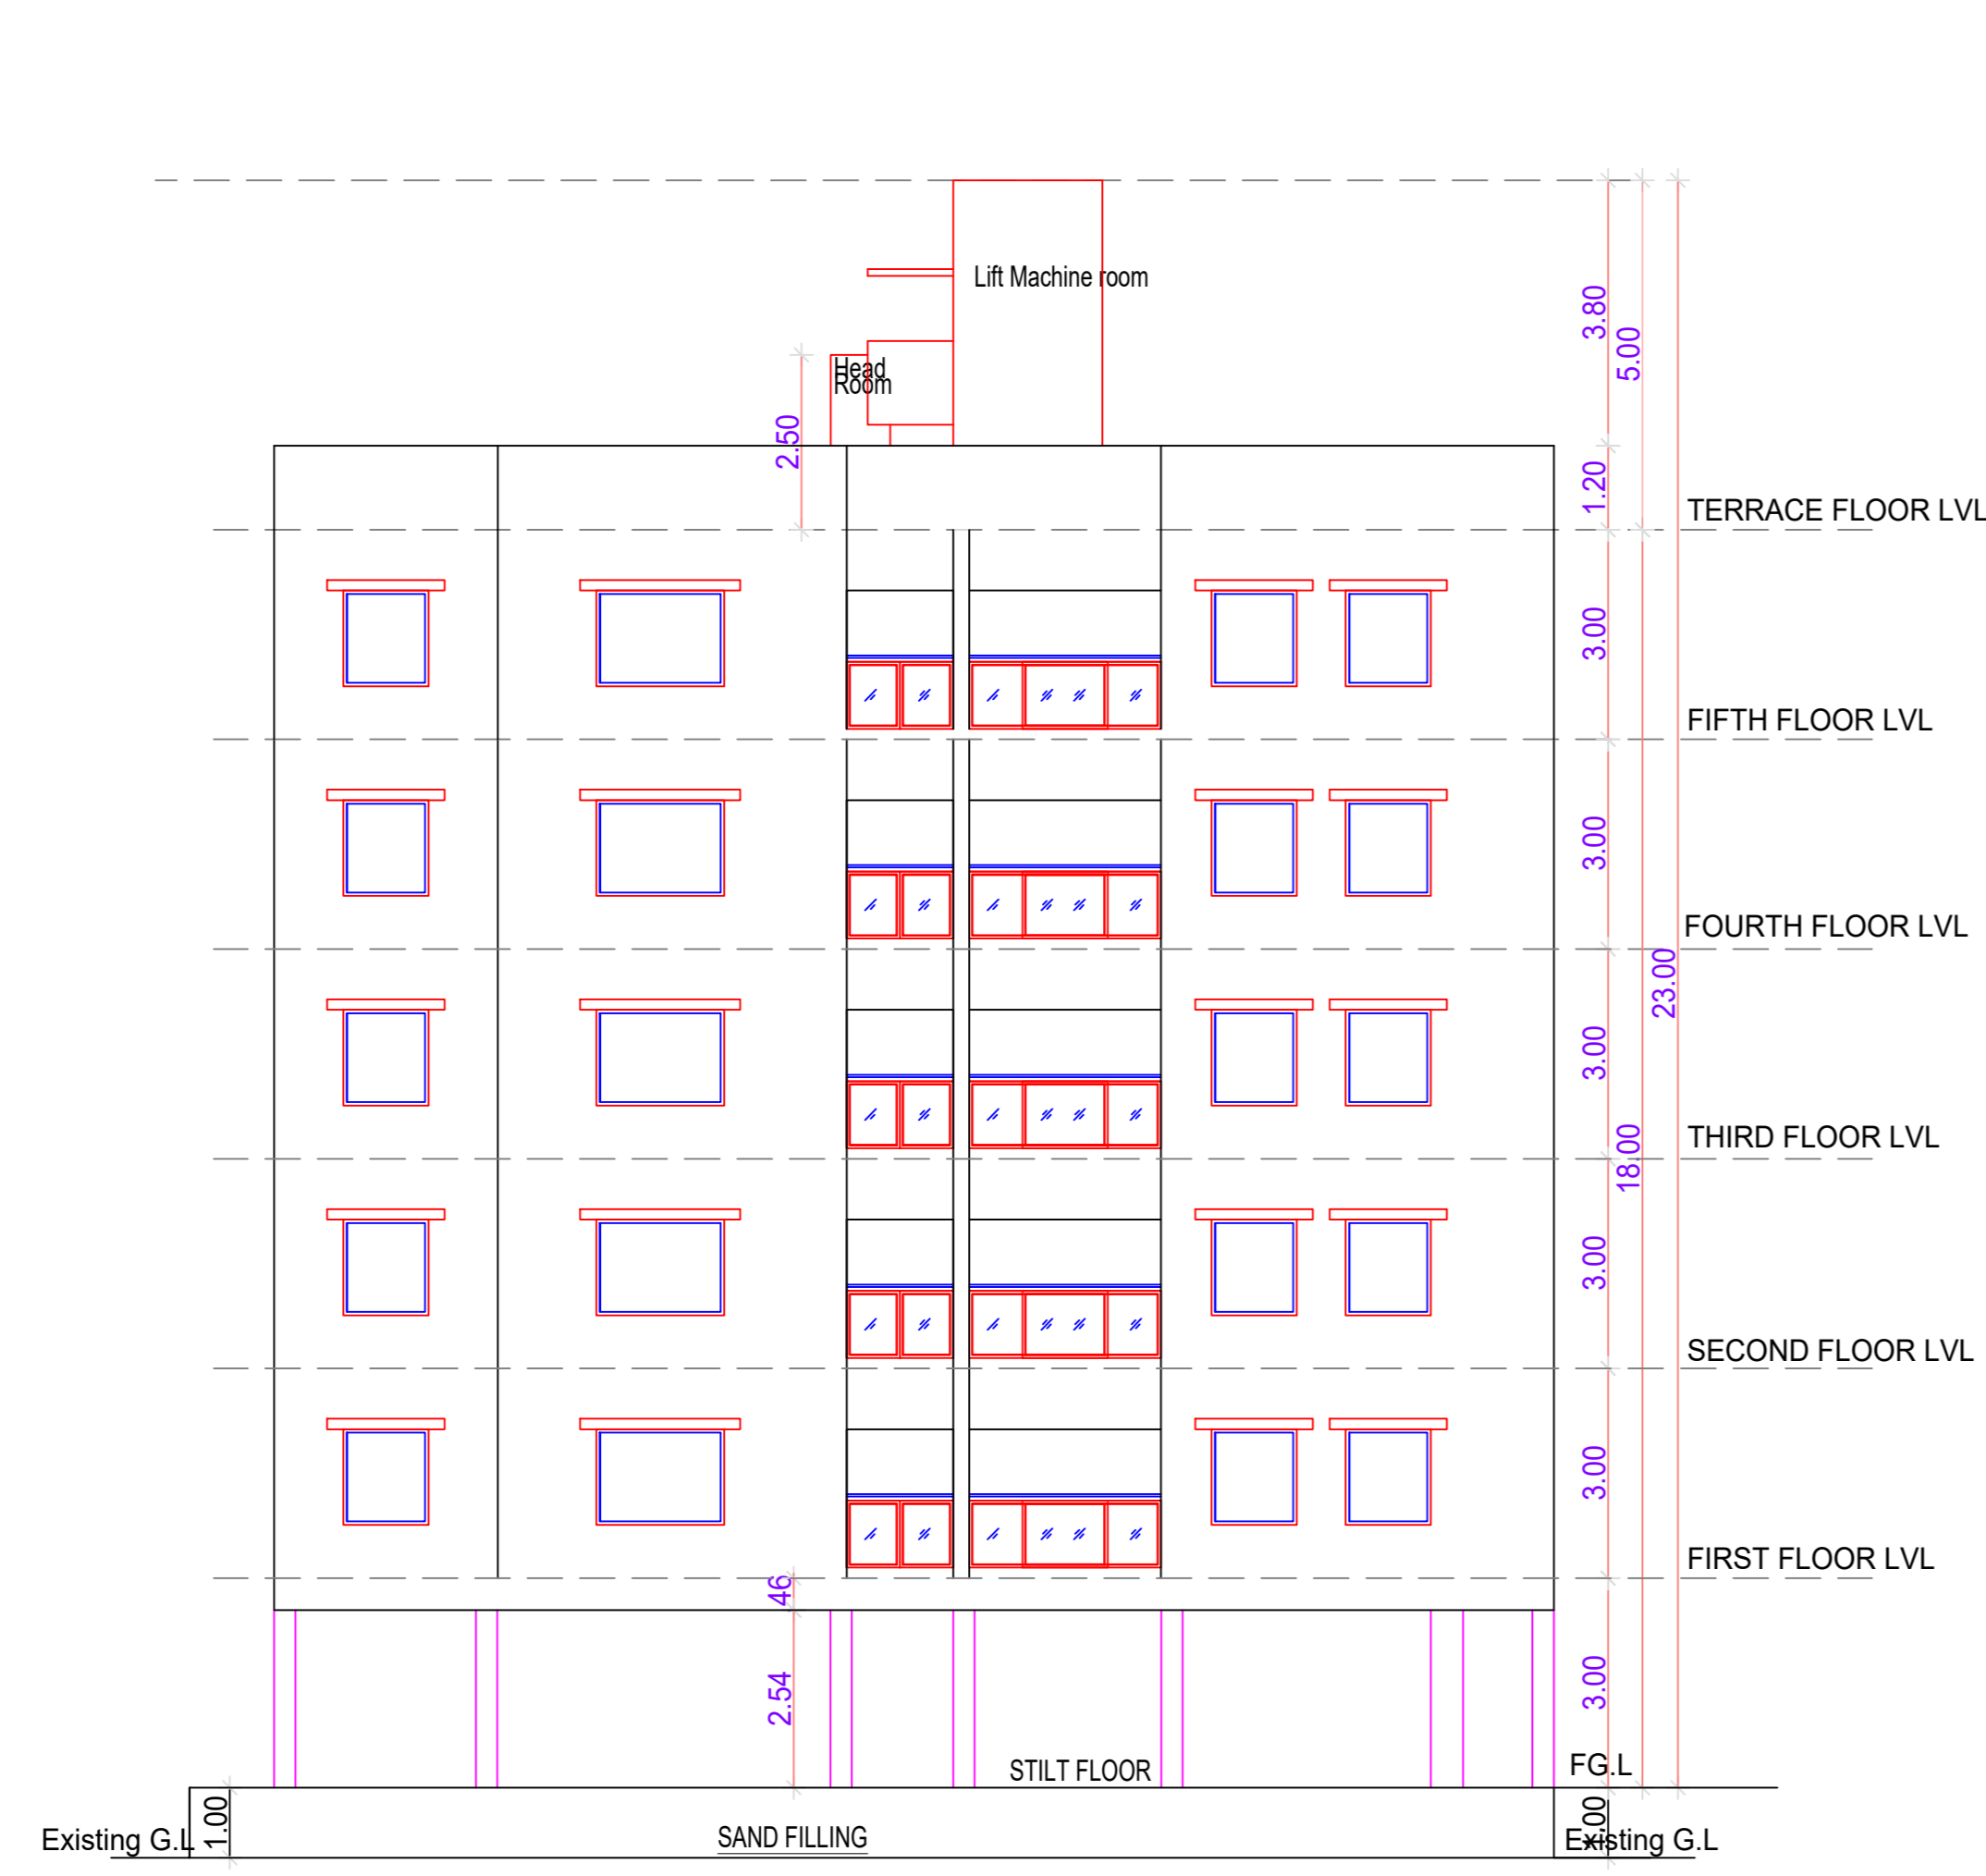 Lift Machine room
3.80
5.00
Head
Room
2.50
1.20
TERRACE FLOOR LVL
3.00
FIFTH FLOOR LVL
3.00
FOURTH FLOOR LVL
23.00
3.00
THIRD FLOOR LVL
18.00
3.00
SECOND FLOOR LVL
3.00
FIRST FLOOR LVL
46
2.54
3.00
STILT FLOOR
FG.L
1.00
1.00
Existing G.L
SAND FILLING
Existing G.L